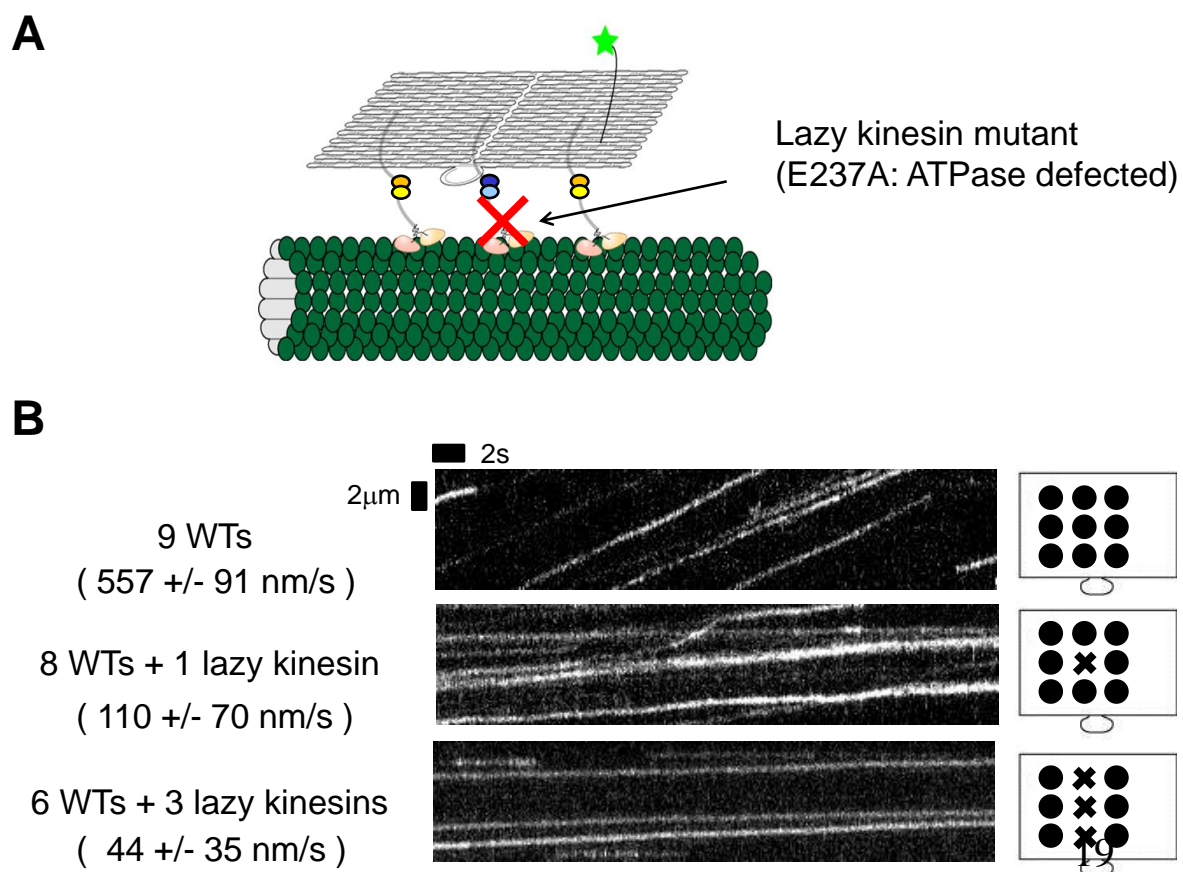 A
Lazy kinesin mutant
(E237A: ATPase defected)
B
2s
2μm
9 WTs
( 557 +/- 91 nm/s )
8 WTs + 1 lazy kinesin
( 110 +/- 70 nm/s )
6 WTs + 3 lazy kinesins
( 44 +/- 35 nm/s )
19